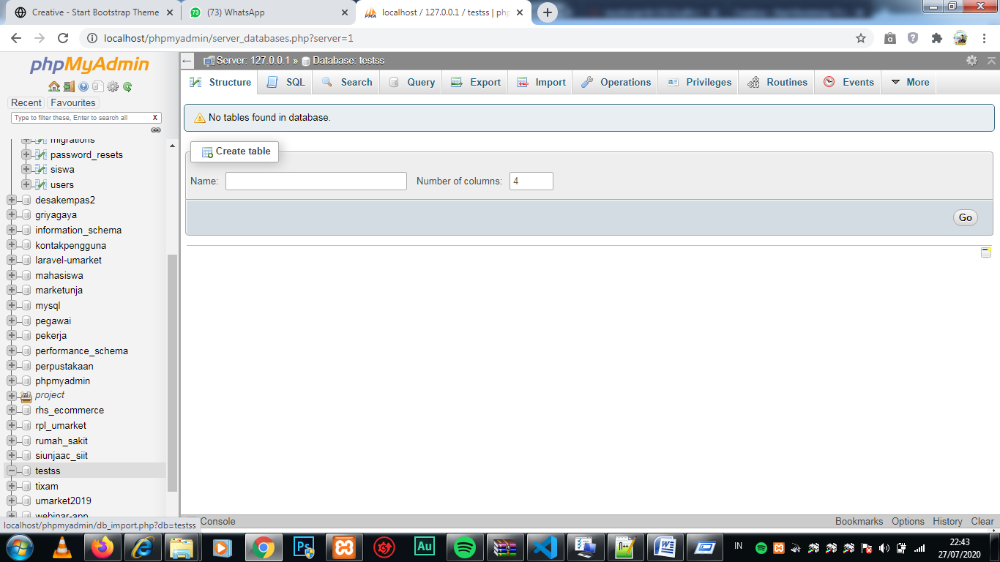 Creative - Start Bootstrap Theme
(73) WhatsApp
localhost / 127.0.0.1 / testss | php
localhost/phpmyadmin/server_databases.php?server=1
phpMyAdmin
Recent Favourites
Type to filter these, Enter to search all X
migrations
password_resets
siswa
users
desakempas2
griyagaya
information_schema
kontakpengguna
laravel-umarket
mahasiswa
marketunja
mysql
pegawai
pekerja
performance_schema
perpustakaan
phpmyadmin
project
rhs_ecommerce
rpl_umarket
rumah_sakit
siunjaac_siit
testss
tixam
umarket2019
webinar-app
localhost/phpmyadmin/db_import.php?db=testss
Server: 127.0.0.1 » Database: testss
Structure SQL Search Query Export Import Operations Privileges Routines Events More
No tables found in database.
Create table
Name: Number of columns: 4
Go
Console Bookmarks Options History Clear
IN
22:43
27/07/2020